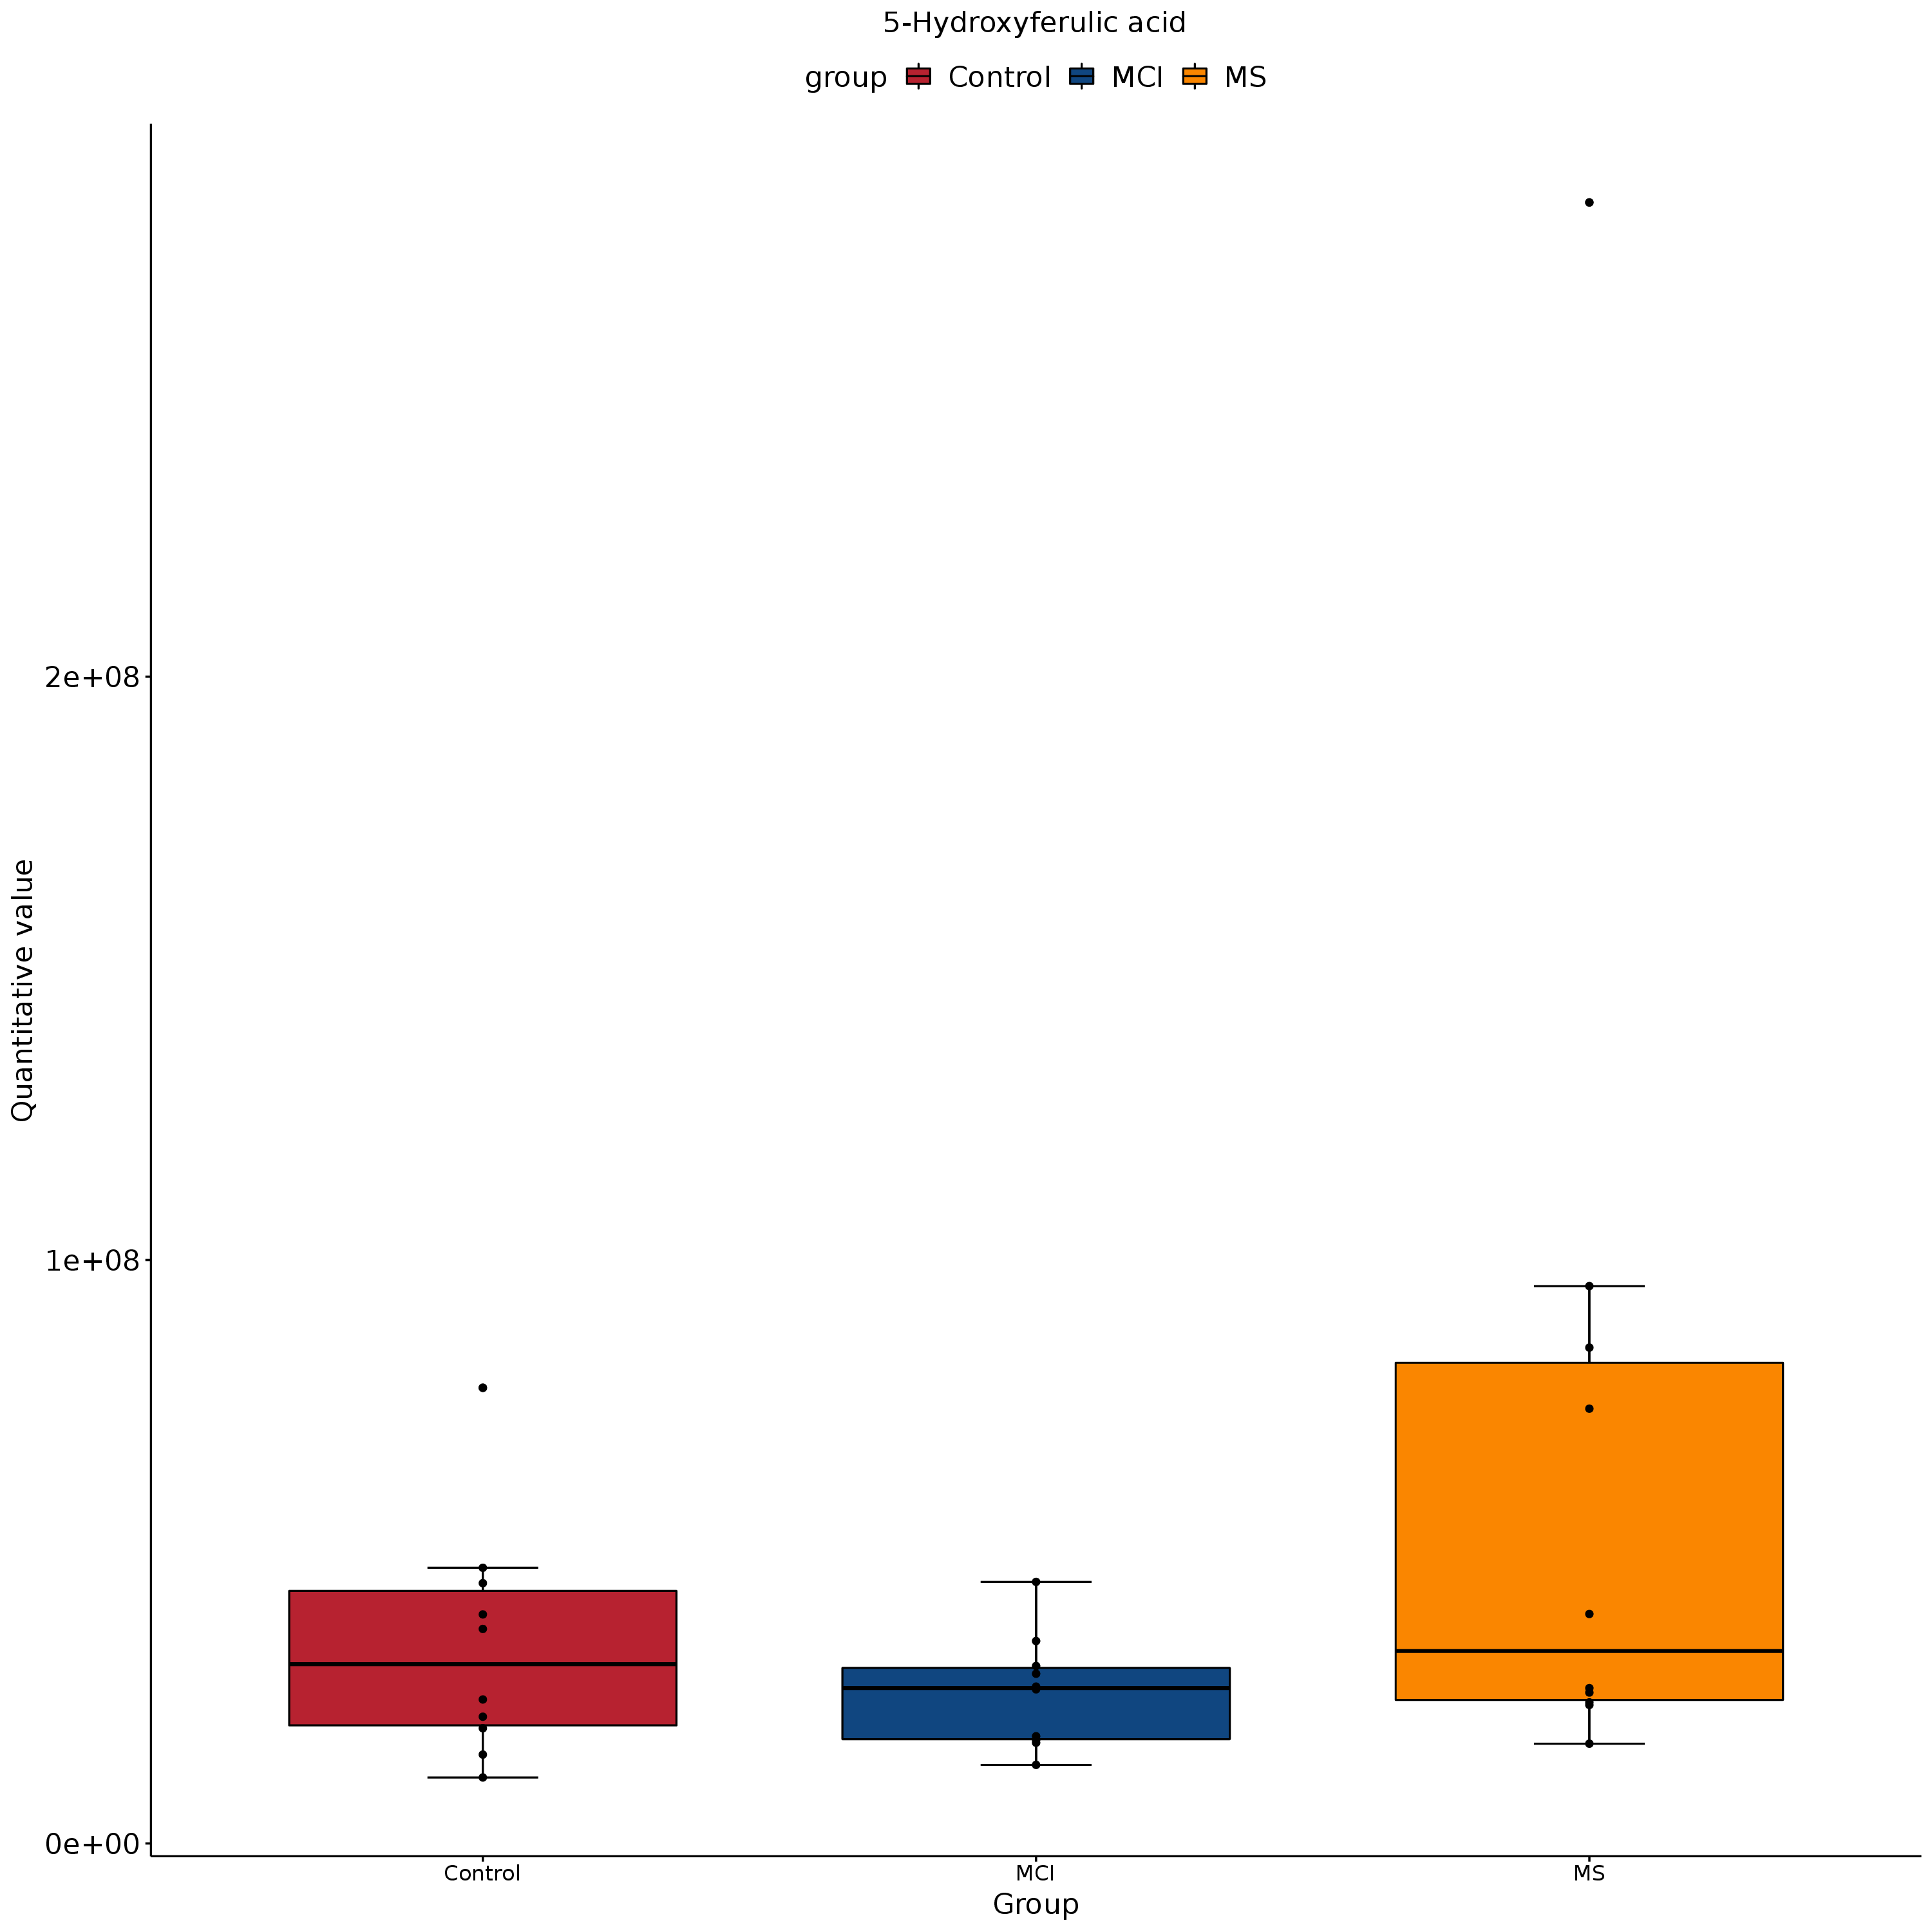 5-Hydroxyferulic acid
group Control MCI MS
Quantitative value
2e+08
1e+08
0e+00
Control MCI MS
Group